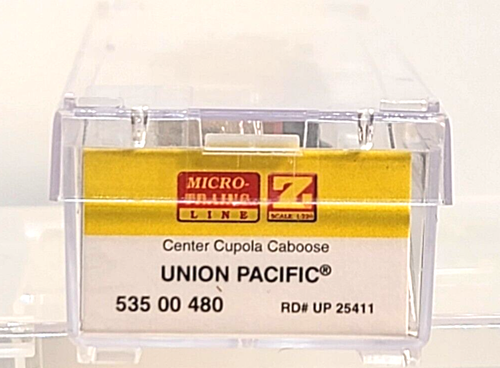 MICRO-
TRAINS
LINE
Z
SCALE 1:220
Center Cupola Caboose
UNION PACIFIC®
535 00 480
RD# UP 25411